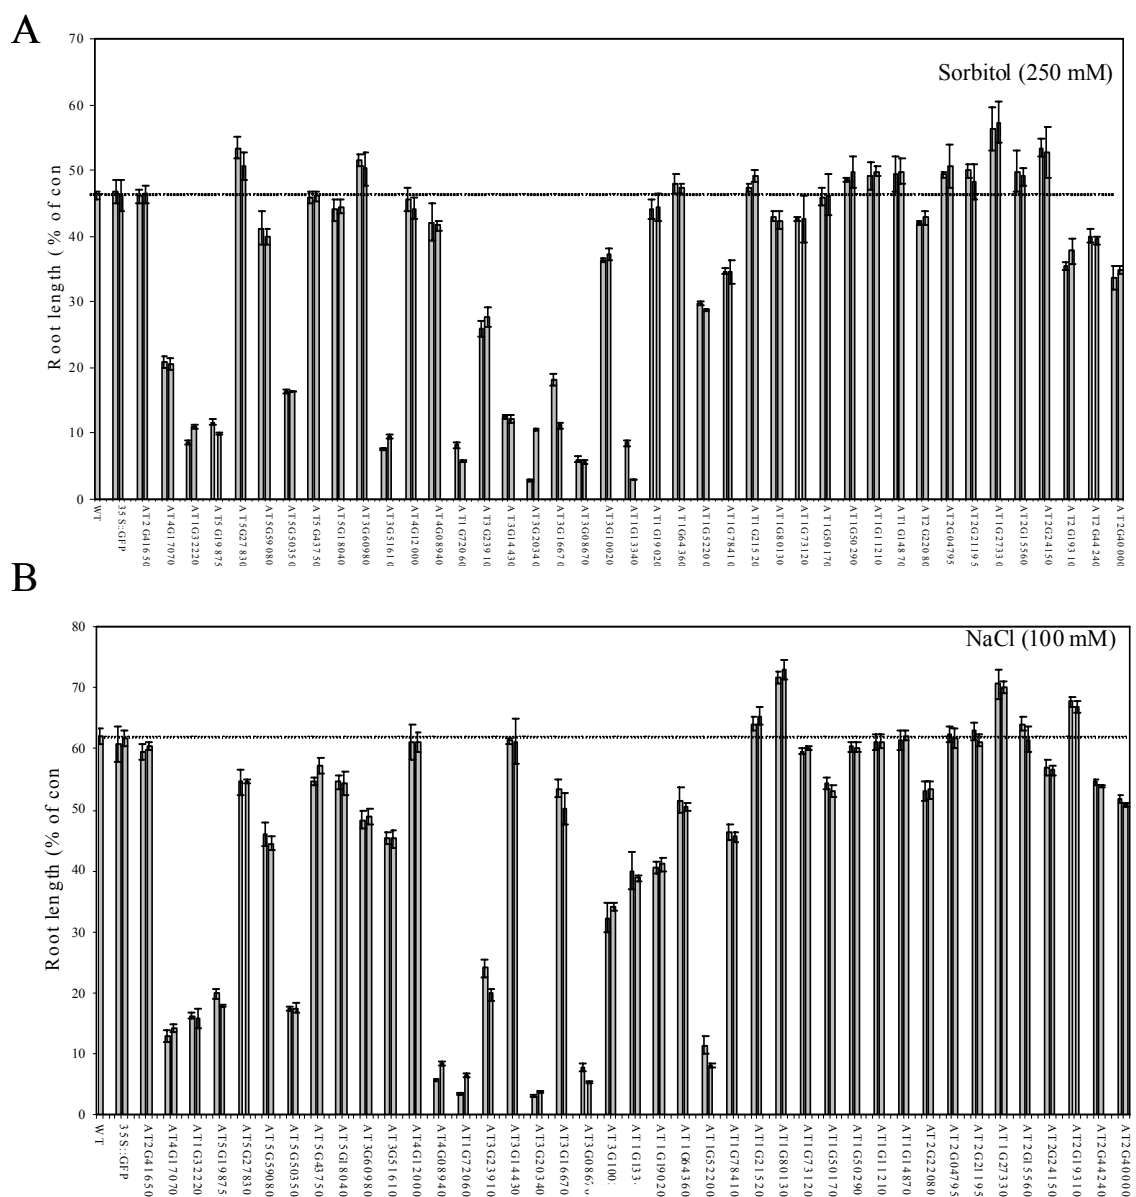 A
70
60
50
40
30
20
10
0
Root length (% of con
Sorbitol (250 mM)
WT
35S::GFP
AT2G41650
AT4G17070
AT1G32220
AT5G19875
AT5G27830
AT5G59080
AT5G50350
AT5G43750
AT5G18040
AT3G60980
AT3G51610
AT4G12000
AT4G08940
AT1G72060
AT3G23910
AT3G14430
AT3G20340
AT3G16670
AT3G08670
AT3G10020
AT1G13340
AT1G19020
AT1G64360
AT1G52200
AT1G78410
AT1G21520
AT1G80130
AT1G73120
AT1G50170
AT1G50290
AT1G11210
AT1G14870
AT2G22080
AT2G04795
AT2G21195
AT1G27330
AT2G15560
AT2G24150
AT2G19310
AT2G44240
AT2G40000
B
80
70
60
50
40
30
20
10
0
Root length (% of con
NaCl (100 mM)
WT
35S::GFP
AT2G41650
AT4G17070
AT1G32220
AT5G19875
AT5G27830
AT5G59080
AT5G50350
AT5G43750
AT5G18040
AT3G60980
AT3G51610
AT4G12000
AT4G08940
AT1G72060
AT3G23910
AT3G14430
AT3G20340
AT3G16670
AT1G19020
AT1G64360
AT1G52200
AT1G78410
AT1G21520
AT1G80130
AT1G73120
AT1G50170
AT1G50290
AT1G11210
AT1G14870
AT2G22080
AT2G04795
AT2G21195
AT1G27330
AT2G15560
AT2G24150
AT2G19310
AT2G44240
AT2G40000